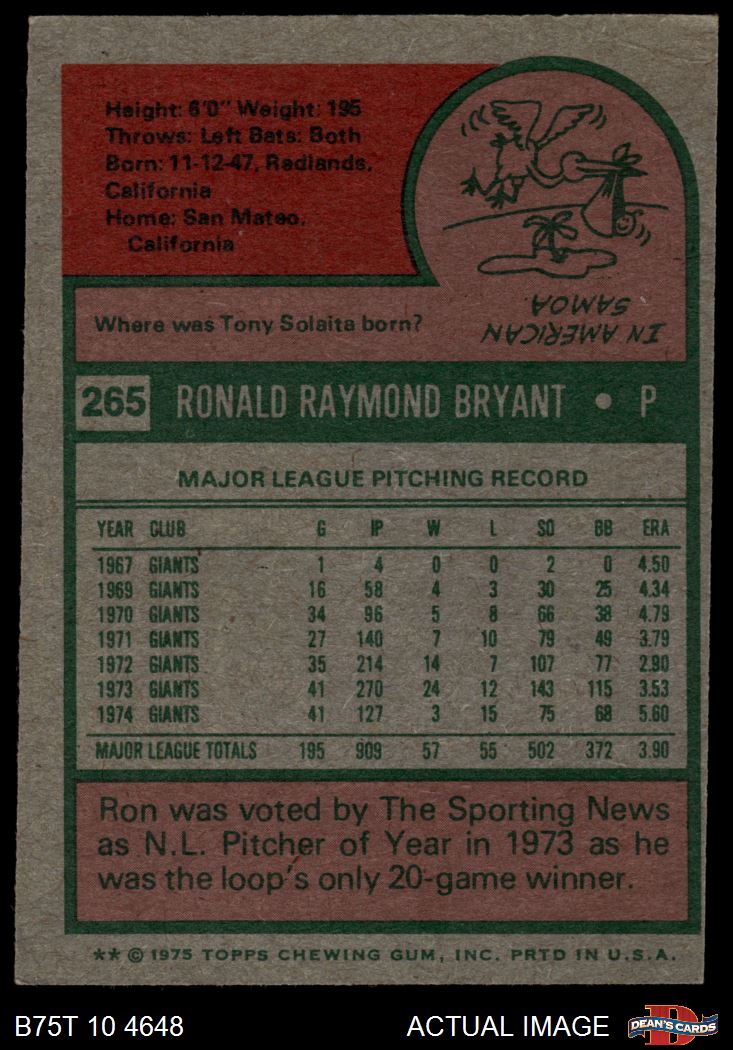 Height: 6'0" Weight: 195
Throws: Left Bats: Both
Born: 11-12-47, Redlands,
California
Home: San Mateo,
California
Where was Tony Solaita born?
IN AMERICAN
SAMOA.
265 RONALD RAYMOND BRYANT • P
MAJOR LEAGUE PITCHING RECORD
YEAR CLUB G IP W L SO BB ERA
1967 GIANTS 1 4 0 0 2 0 4.50
1969 GIANTS 16 58 4 3 30 25 4.34
1970 GIANTS 34 96 5 8 66 38 4.79
1971 GIANTS 27 140 7 10 79 49 3.79
1972 GIANTS 35 214 14 7 107 77 2.90
1973 GIANTS 41 270 24 12 143 115 3.53
1974 GIANTS 41 127 3 15 75 68 5.60
MAJOR LEAGUE TOTALS 195 909 57 55 502 372 3.90
Ron was voted by The Sporting News
as N.L. Pitcher of Year in 1973 as he
was the loop's only 20-game winner.
** © 1975 TOPPS CHEWING GUM, INC. PRTD IN U.S.A.
B75T 10 4648 ACTUAL IMAGE DEAN'S CARDS